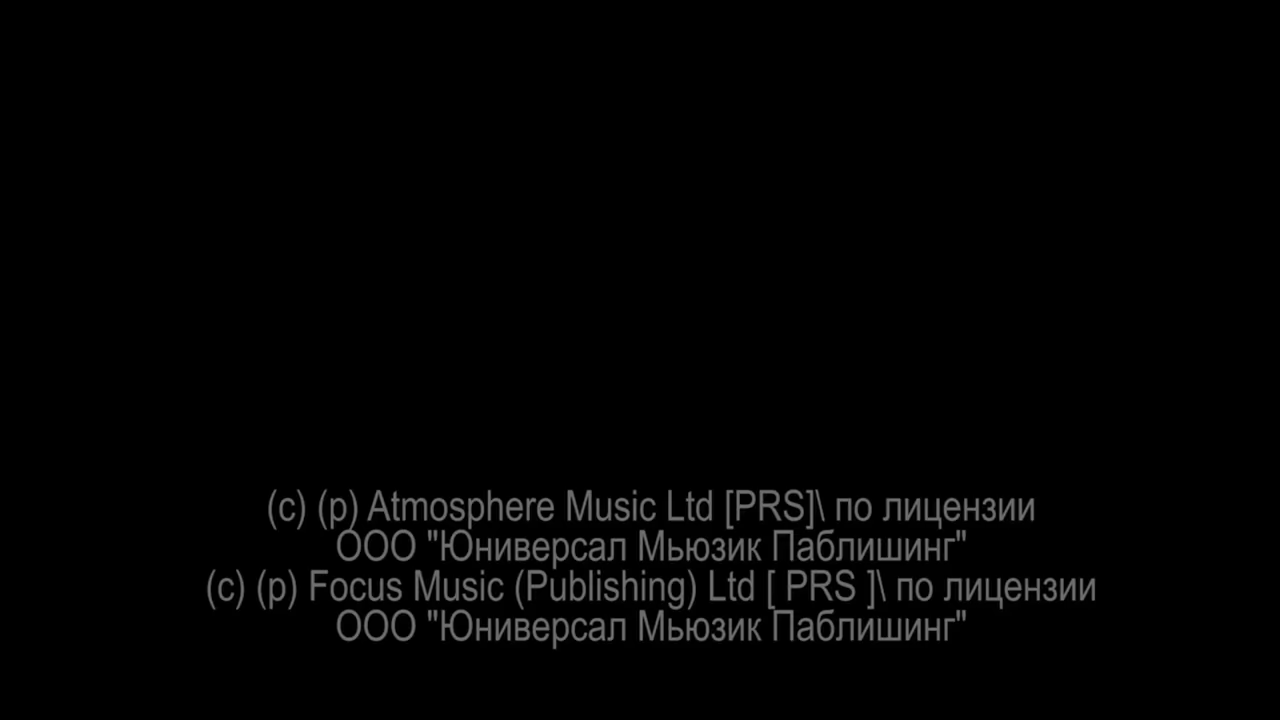 (c) (p) Atmosphere Music Ltd [PRS]\ по лицензии
ООО "Юниверсал Мьюзик Паблишинг"
(c) (p) Focus Music (Publishing) Ltd [ PRS ]\ по лицензии
ООО "Юниверсал Мьюзик Паблишинг"